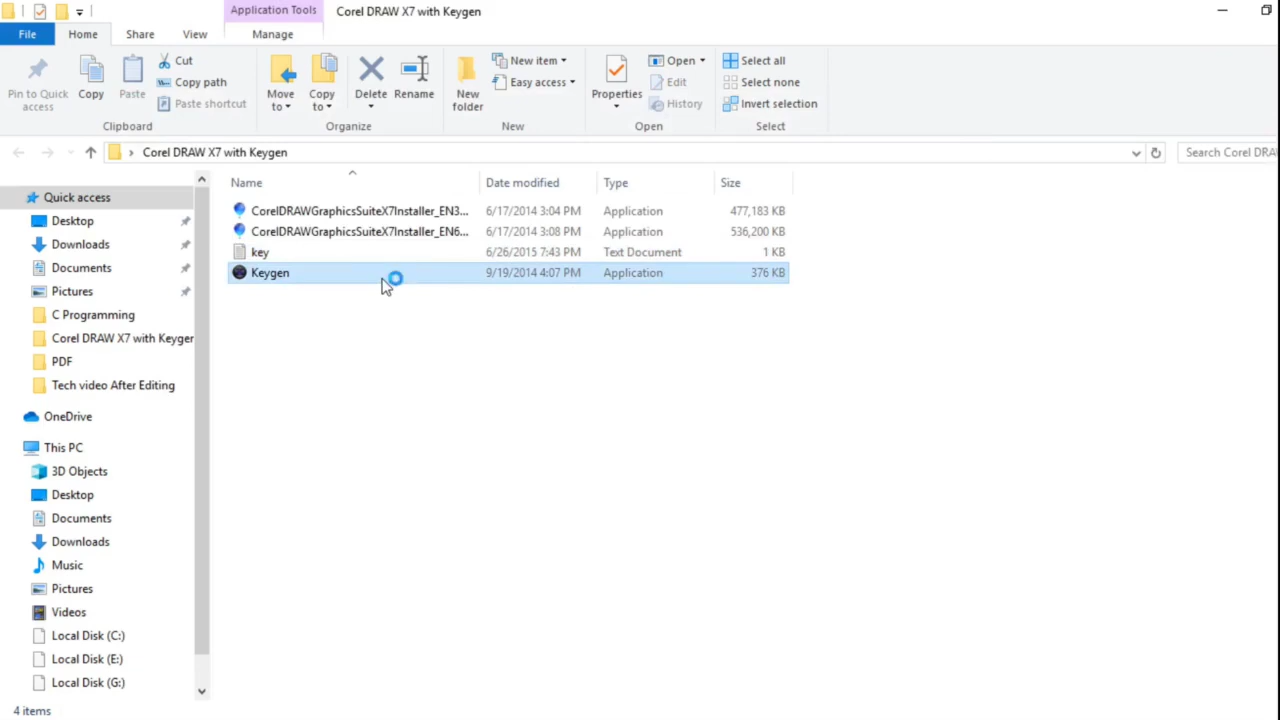 Application Tools Corel DRAW X7 with Keygen
File Home Share View Manage
Pin to Quick access
Copy
Paste
Cut
Copy path
Paste shortcut
Clipboard
Move to
Copy to
Delete
Rename
Organize
New folder
New item
Easy access
New
Properties
Open
Edit
History
Open
Select all
Select none
Invert selection
Select
Corel DRAW X7 with Keygen
Search Corel DRA
Quick access
Desktop
Downloads
Documents
Pictures
C Programming
Corel DRAW X7 with Keygen
PDF
Tech video After Editing
OneDrive
This PC
3D Objects
Desktop
Documents
Downloads
Music
Pictures
Videos
Local Disk (C:)
Local Disk (E:)
Local Disk (G:)
Name Date modified Type Size
CorelDRAWGraphicsSuiteX7Installer_EN3... 6/17/2014 3:04 PM Application 477,183 KB
CorelDRAWGraphicsSuiteX7Installer_EN6... 6/17/2014 3:08 PM Application 536,200 KB
key 6/26/2015 7:43 PM Text Document 1 KB
Keygen 9/19/2014 4:07 PM Application 376 KB
4 items